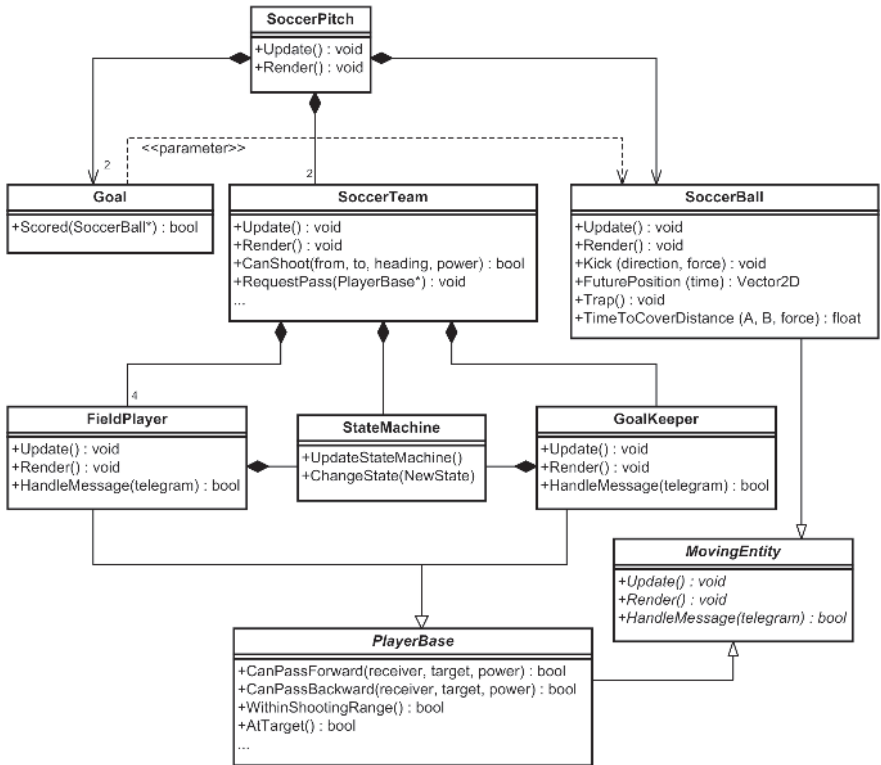 SoccerPitch
+Update() : void
+Render() : void
<<parameter>>
2
2
Goal
+Scored(SoccerBall*) : bool
SoccerTeam
+Update() : void
+Render() : void
+CanShoot(from, to, heading, power) : bool
+RequestPass(PlayerBase*) : void
...
SoccerBall
+Update() : void
+Render() : void
+Kick (direction, force) : void
+FuturePosition (time) : Vector2D
+Trap() : void
+TimeToCoverDistance (A, B, force) : float
4
FieldPlayer
+Update() : void
+Render() : void
+HandleMessage(telegram) : bool
StateMachine
+UpdateStateMachine()
+ChangeState(NewState)
GoalKeeper
+Update() : void
+Render() : void
+HandleMessage(telegram) : bool
MovingEntity
+Update() : void
+Render() : void
+HandleMessage(telegram) : bool
PlayerBase
+CanPassForward(receiver, target, power) : bool
+CanPassBackward(receiver, target, power) : bool
+WithinShootingRange() : bool
+AtTarget() : bool
...